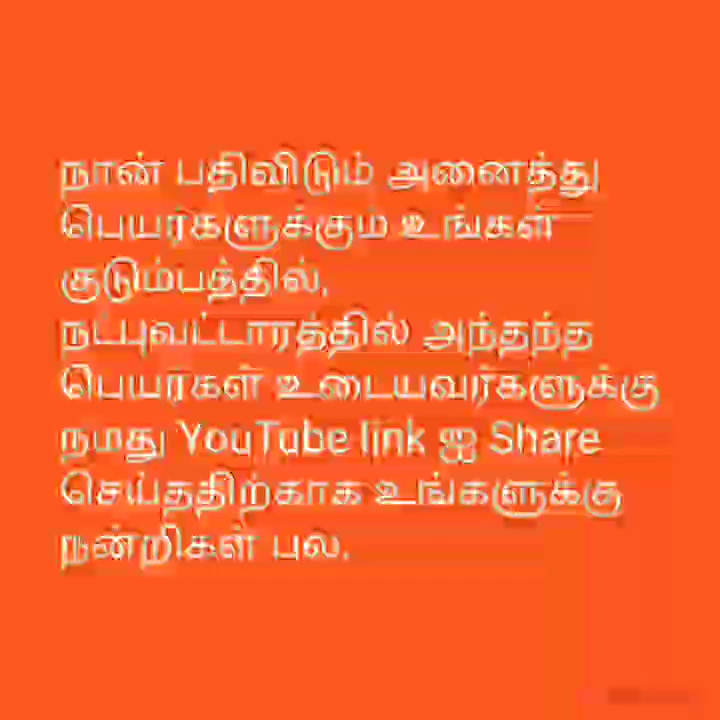 நான் பதிவிடும் அனைத்து
பெயர்களுக்கும் உங்கள்
குடும்பத்தில்,
நட்புவட்டாரத்தில் அந்தந்த
பெயர்கள் உடையவர்களுக்கு
நமது YouTube link ஐ Share
செய்ததிற்காக உங்களுக்கு
நன்றிகள் பல.